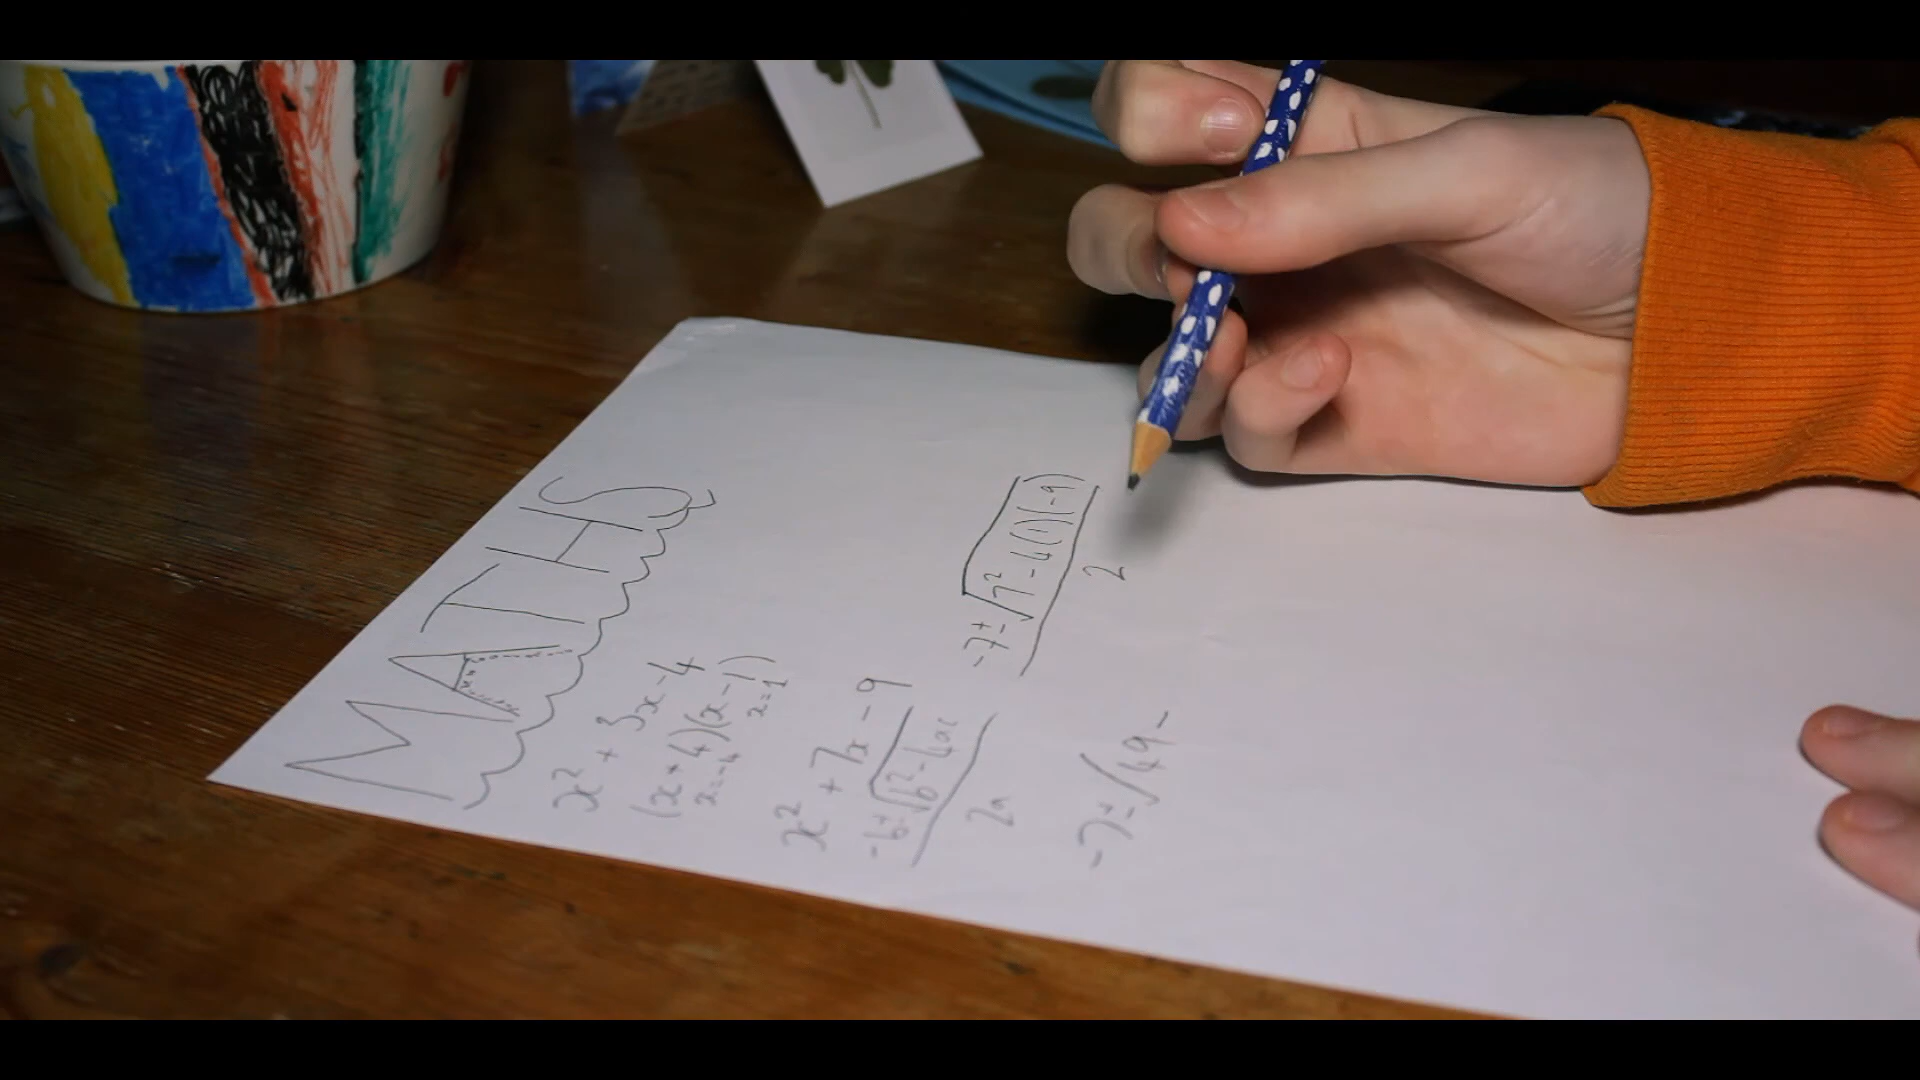 MATHS
x² + 3x - 4
(x + 4)(x - 1)
x = -4 x = 1
x² + 7x - 9
-b ± √b² - 4ac
2a
-7 ± √7² - 4(1)(-9)
2
-7 ± √49 -